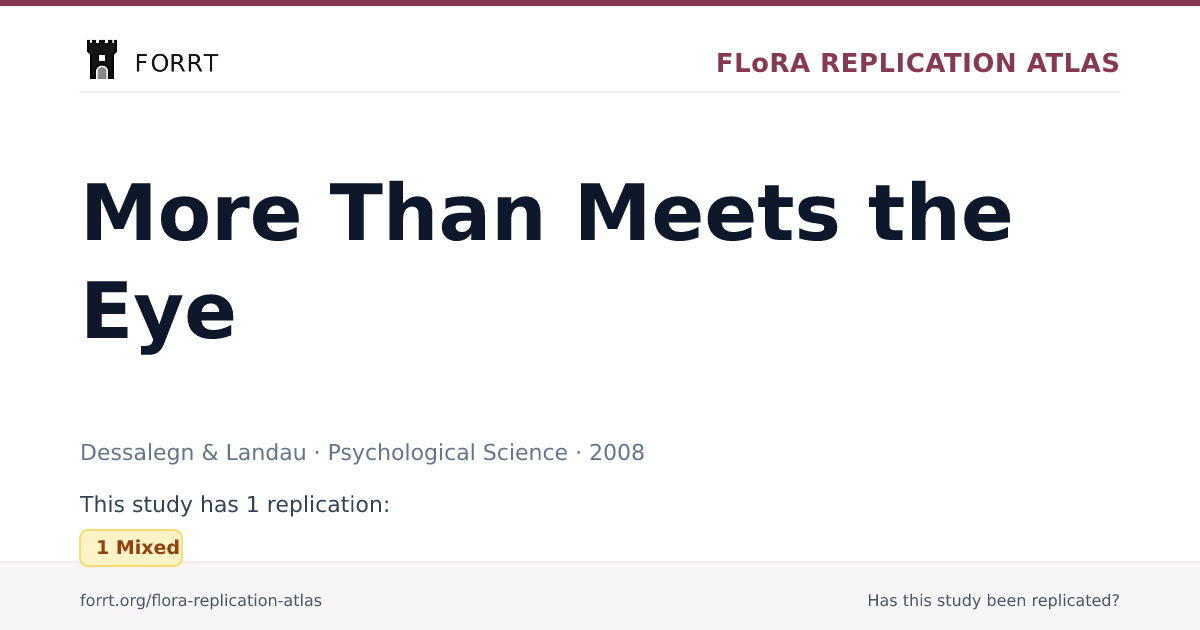 FORRT
FLoRA REPLICATION ATLAS
More Than Meets the
Eye
Dessalegn & Landau · Psychological Science · 2008
This study has 1 replication:
1 Mixed
forrt.org/flora-replication-atlas
Has this study been replicated?